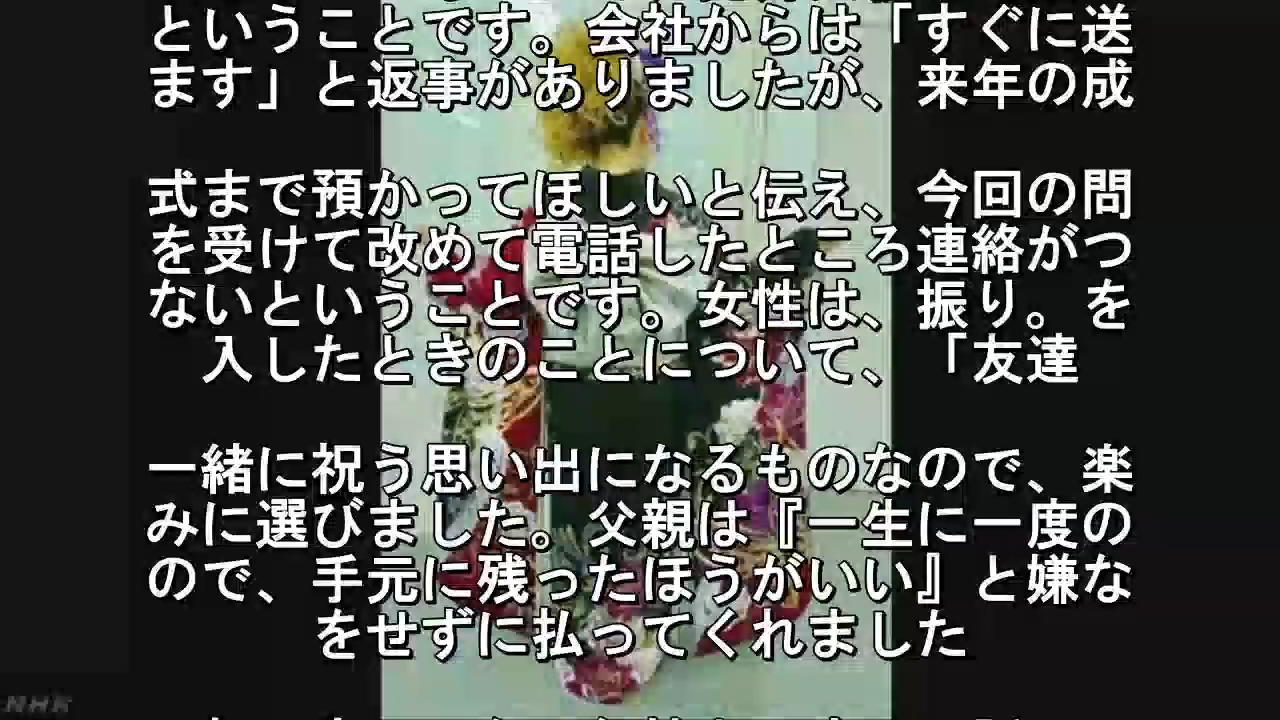 ということです。会社からは「すぐに送
ます」と返事がありましたが、来年の成
式まで預かってほしいと伝え、今回の問
を受けて改めて電話したところ連絡がつ
ないということです。女性は、振り。を
入したときのことについて、「友達
一緒に祝う思い出になるものなので、楽
みに選びました。父親は『一生に一度の
ので、手元に残ったほうがいい』と嫌な
をせずに払ってくれました
NHK